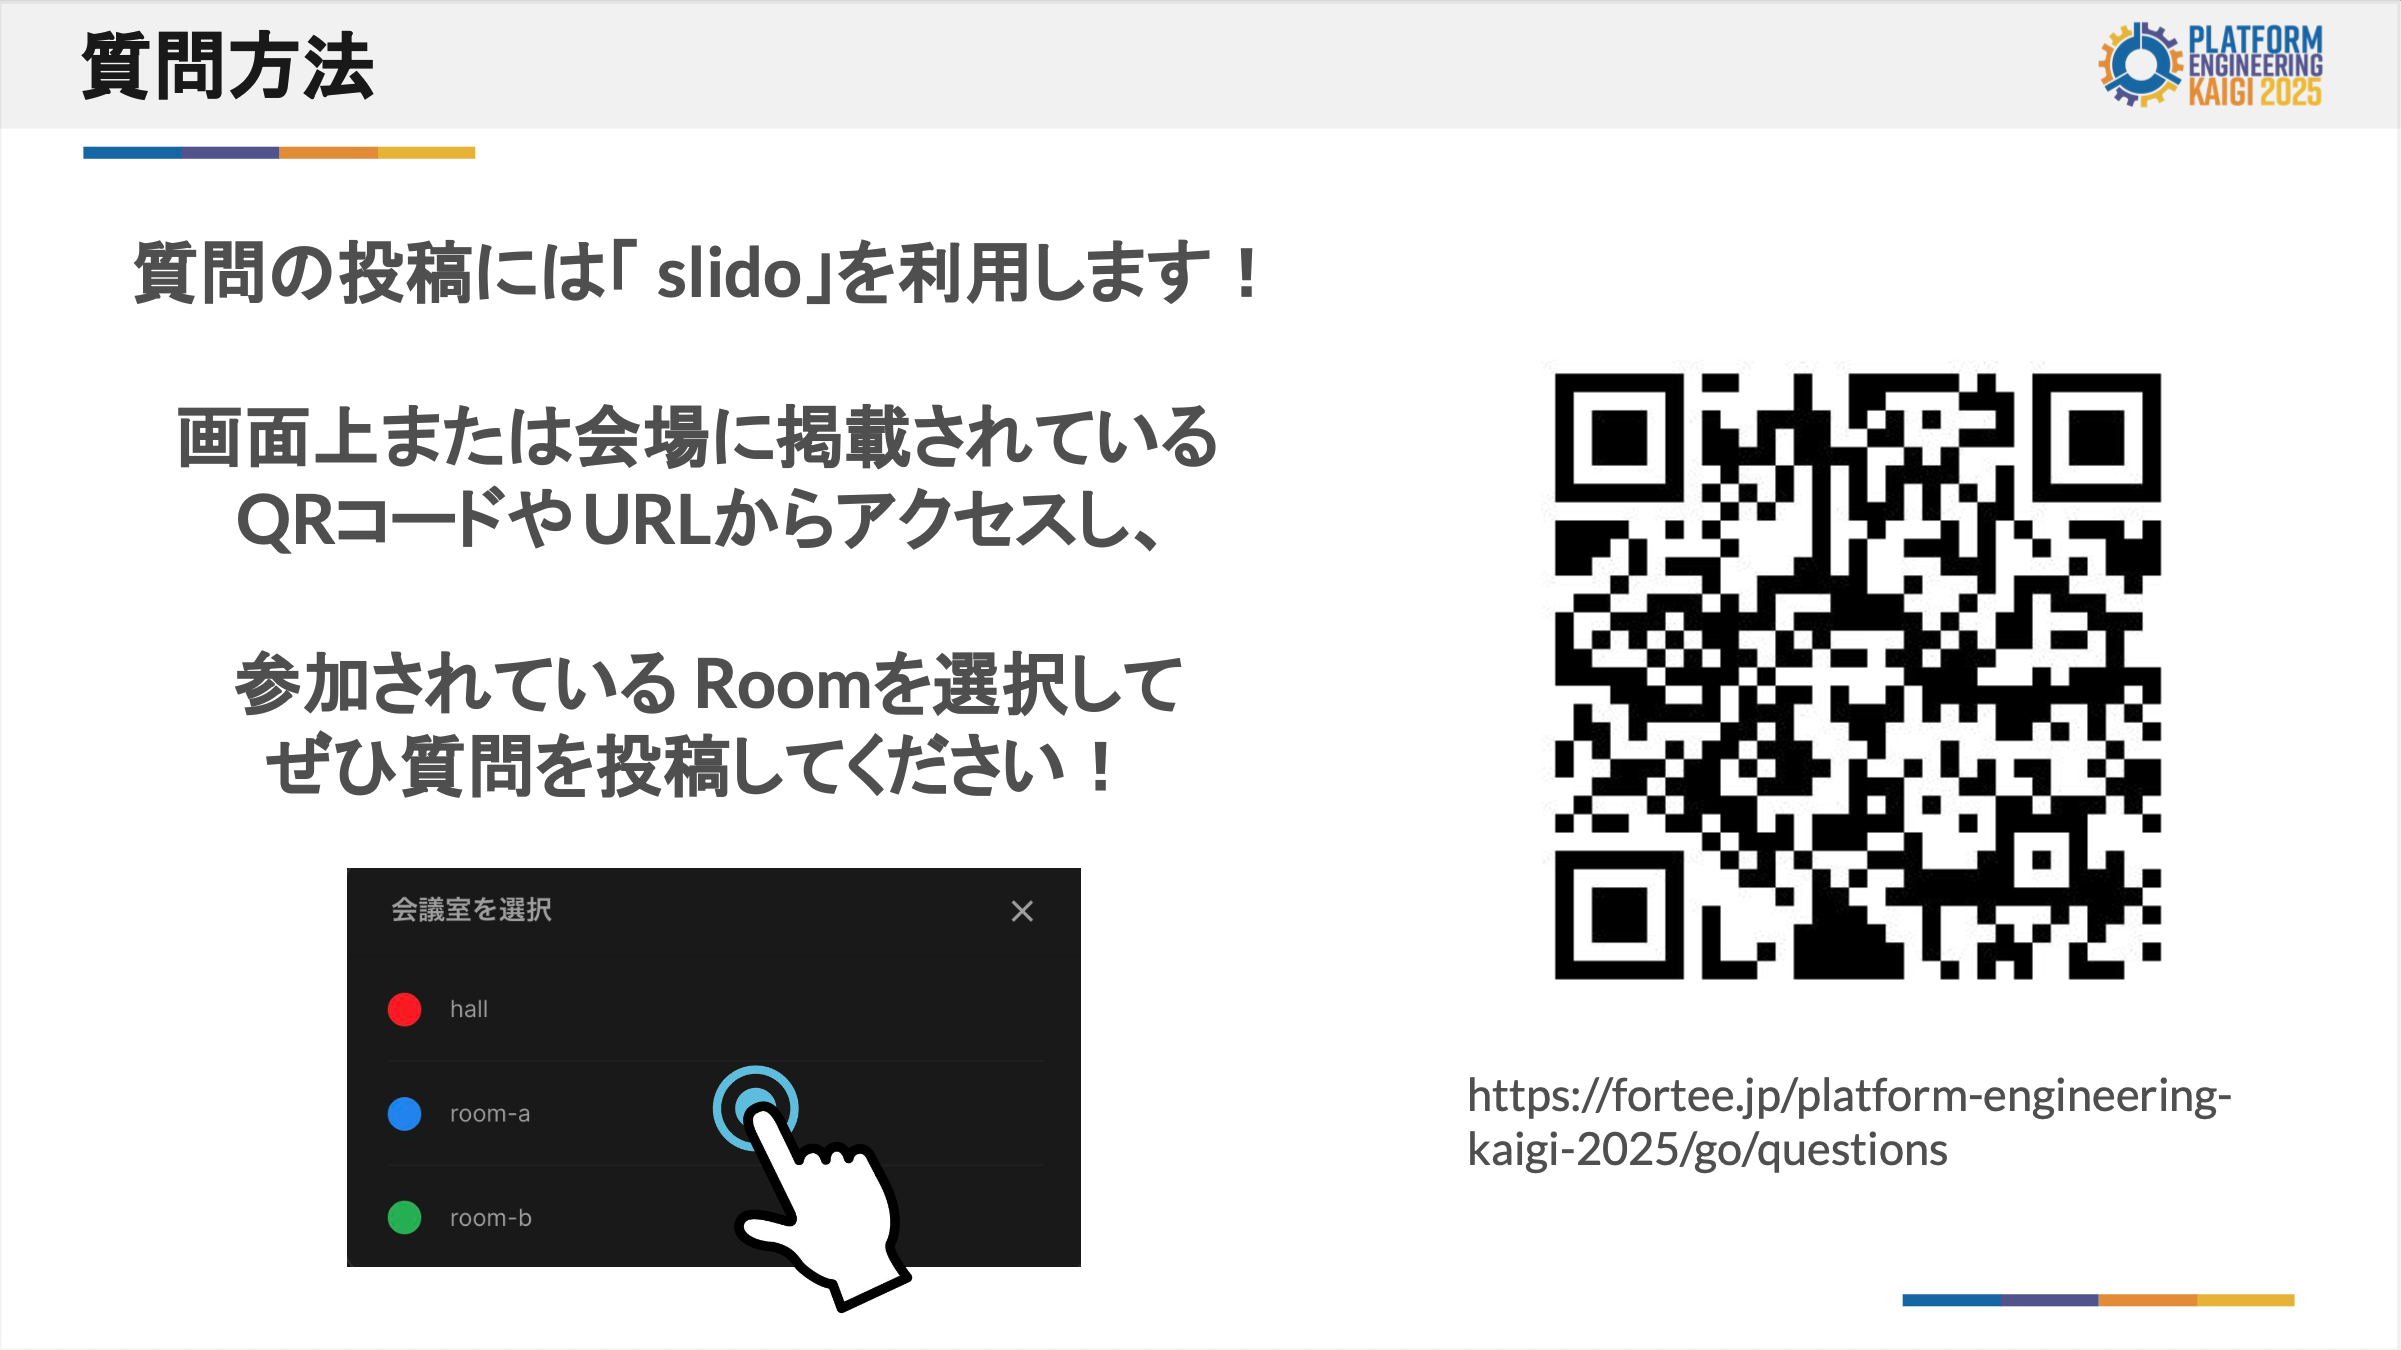 質問方法
PLATFORM
ENGINEERING
KAIGI 2025
質問の投稿には「slido」を利用します！
画面上または会場に掲載されている
QRコードやURLからアクセスし、
参加されているRoomを選択して
ぜひ質問を投稿してください！
会議室を選択
hall
room-a
room-b
https://fortee.jp/platform-engineering-
kaigi-2025/go/questions